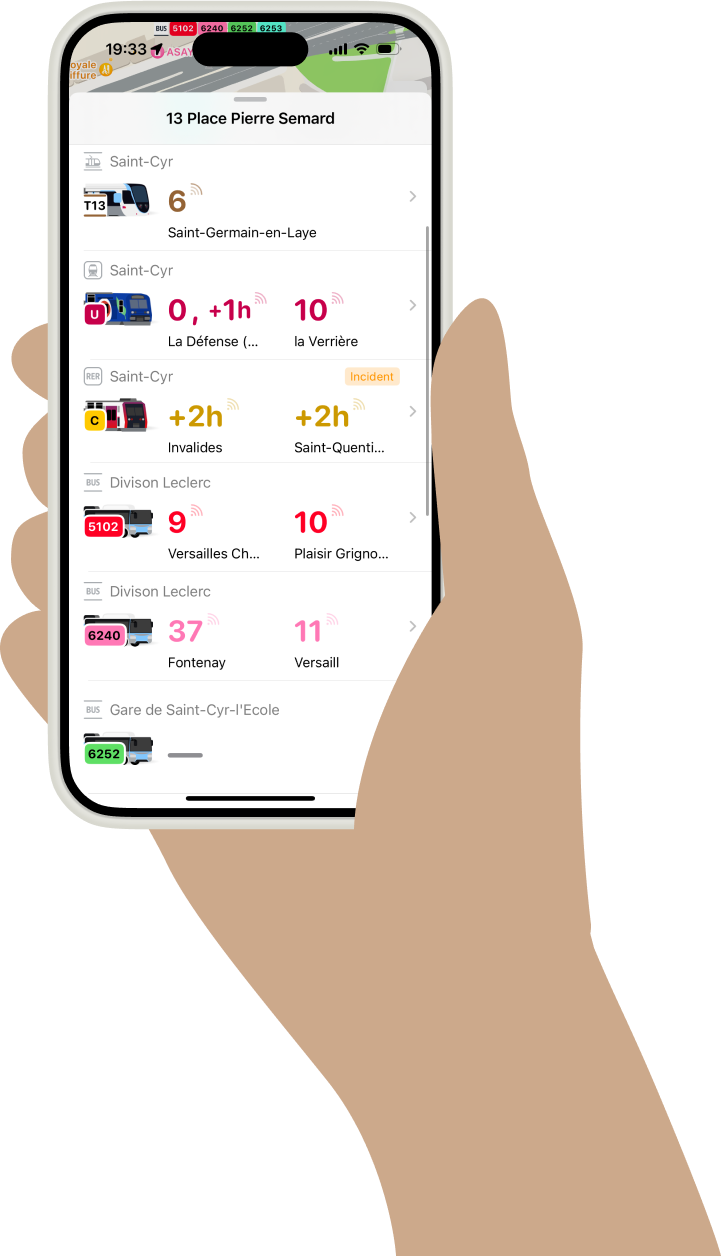 BUS 5102 6240 6252 6253
19:33
ASAY
oyale
iffure
13 Place Pierre Semard
Saint-Cyr
T13
6
Saint-Germain-en-Laye
Saint-Cyr
U
0, +1h 10
La Défense (... la Verrière
RER Saint-Cyr Incident
C
+2h +2h
Invalides Saint-Quenti...
BUS Divison Leclerc
5102
9 10
Versailles Ch... Plaisir Grigno...
BUS Divison Leclerc
6240
37 11
Fontenay Versaill
BUS Gare de Saint-Cyr-l'Ecole
6252